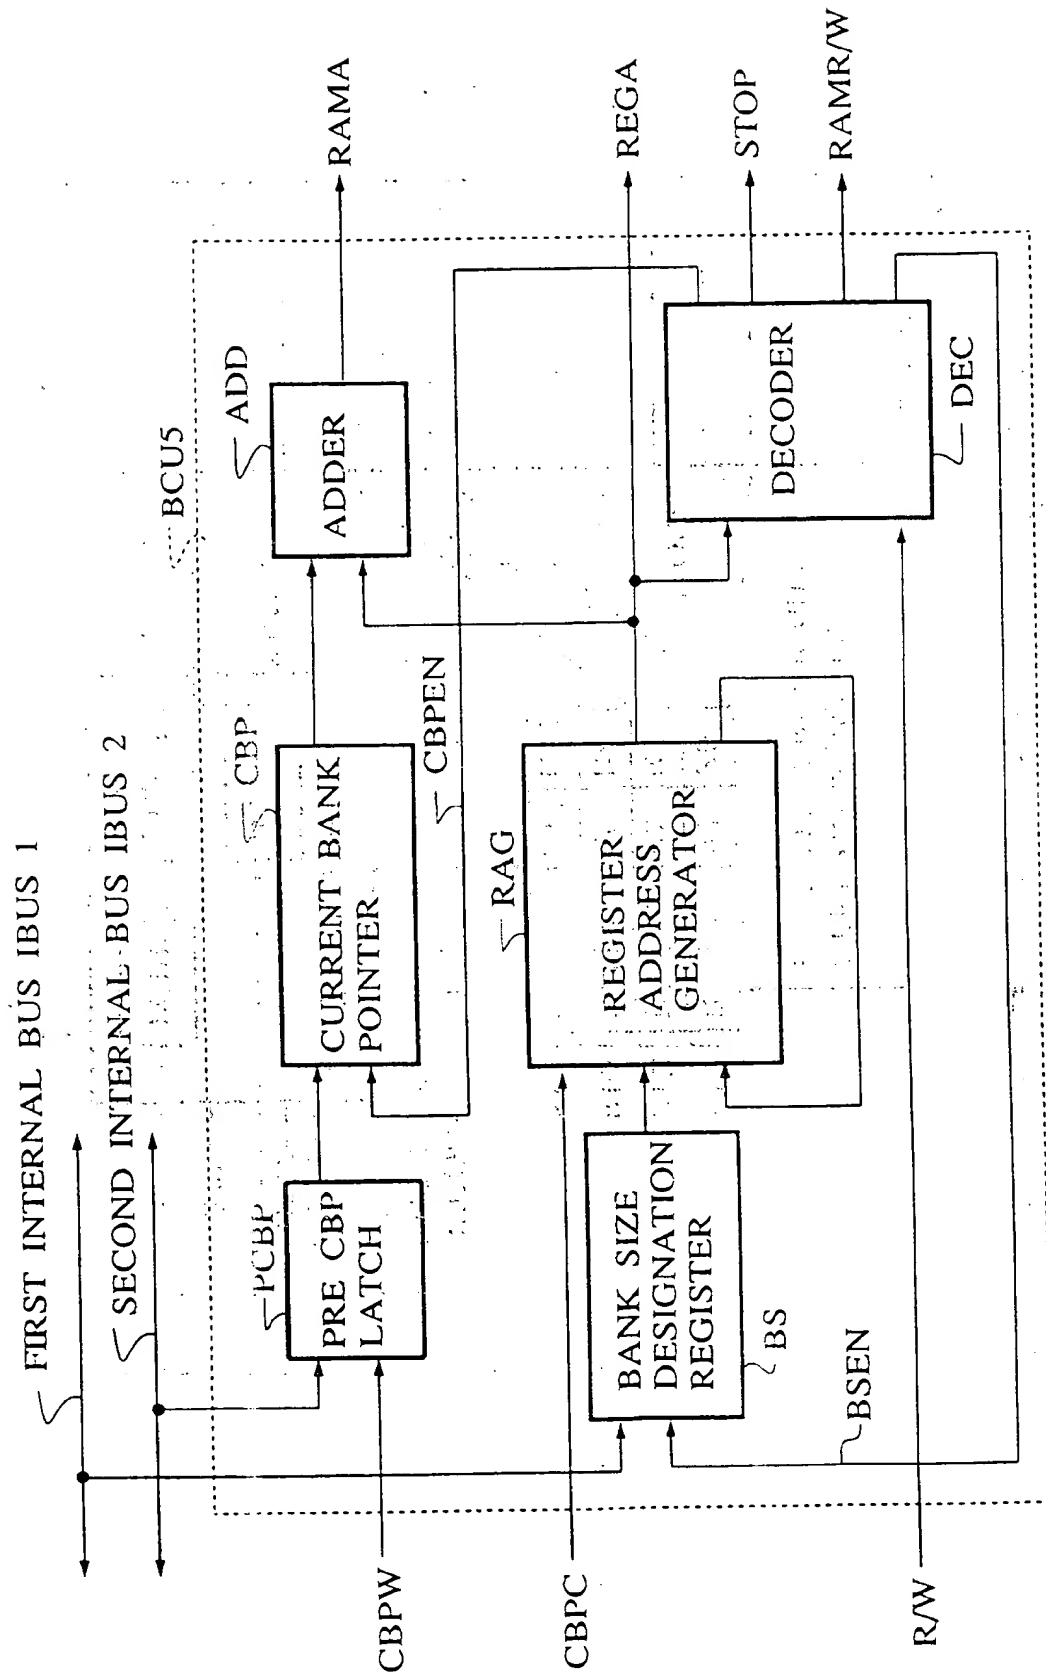 FIRST INTERNAL BUS IBUS 1
SECOND INTERNAL BUS IBUS 2
BCU5
PCBP
PRE CBP
LATCH
CBP
CURRENT BANK
POINTER
ADD
ADDER
RAMA
CBPW
CBPEN
CBPC
RAG
REGISTER
ADDRESS
GENERATOR
REGA
BANK SIZE
DESIGNATION
REGISTER
BS
BSEN
DECODER
DEC
STOP
RAMR/W
R/W